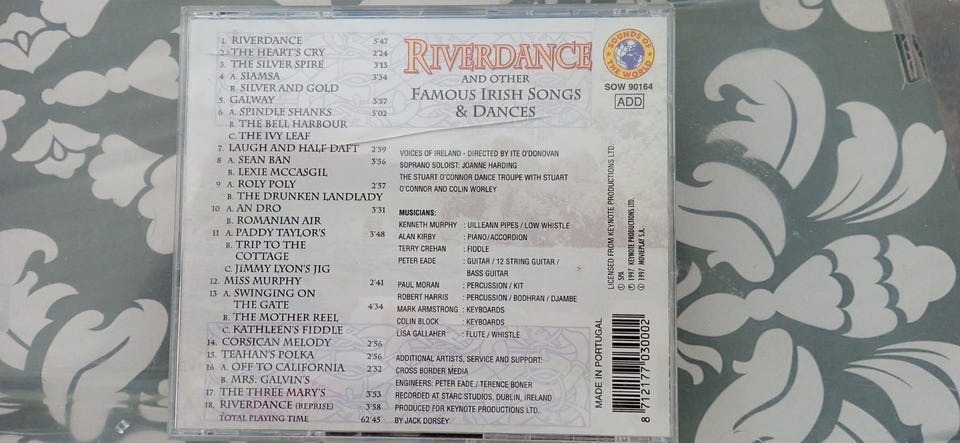 1. RIVERDANCE 5'47
2. THE HEART'S CRY 2'24
3. THE SILVER SPIRE 3'13
4 A. SIAMSA 3'34
B. SILVER AND GOLD
5. GALWAY 3'57
6 A. SPINDLE SHANKS 5'02
B. THE BELL HARBOUR
C. THE IVY LEAF
7. LAUGH AND HALF DAFT 2'59
8 A. SEAN BAN 3'56
B. LEXIE MCCASGIL
9 A. ROLY POLY 2'57
B. THE DRUNKEN LANDLADY
10 A. AN DRO 3'31
B. ROMANIAN AIR
11 A. PADDY TAYLOR'S 3'48
B. TRIP TO THE
COTTAGE
C. JIMMY LYON'S JIG
12. MISS MURPHY 2'41
13 A. SWINGING ON
THE GATE 4'34
B. THE MOTHER REEL
C. KATHLEEN'S FIDDLE
14. CORSICAN MELODY 2'56
15. TEAHAN'S POLKA 2'56
16 A. OFF TO CALIFORNIA 2'32
B. MRS. GALVIN'S
17. THE THREE MARY'S 3'53
18. RIVERDANCE (REPRISE) 3'58
TOTAL PLAYING TIME 62'45
RIVERDANCE
AND OTHER
FAMOUS IRISH SONGS
& DANCES
SOUNDS OF
THE WORLD
SOW 90164
ADD
VOICES OF IRELAND - DIRECTED BY ITE O'DONOVAN
SOPRANO SOLOIST: JOANNE HARDING
THE STUART O'CONNOR DANCE TROUPE WITH STUART
O'CONNOR AND COLIN WORLEY
MUSICIANS:
KENNETH MURPHY : UILLEANN PIPES / LOW WHISTLE
ALAN KIRBY : PIANO/ACCORDION
TERRY CREHAN : FIDDLE
PETER EADE : GUITAR / 12 STRING GUITAR /
BASS GUITAR
PAUL MORAN : PERCUSSION / KIT
ROBERT HARRIS : PERCUSSION / BODHRAN / DJAMBE
MARK ARMSTRONG : KEYBOARDS
COLIN BLOCK : KEYBOARDS
LISA GALLAHER : FLUTE / WHISTLE
ADDITIONAL ARTISTS, SERVICE AND SUPPORT:
CROSS BORDER MEDIA
ENGINEERS: PETER EADE / TERENCE BONER
RECORDED AT STARC STUDIOS, DUBLIN, IRELAND
PRODUCED FOR KEYNOTE PRODUCTIONS LTD.
BY JACK DORSEY
LICENSED FROM KEYNOTE PRODUCTIONS LTD.
© SPA
℗ 1997 KEYNOTE PRODUCTIONS LTD.
© 1997 MOVIEPLAY S.A.
MADE IN PORTUGAL
8 712177 030002